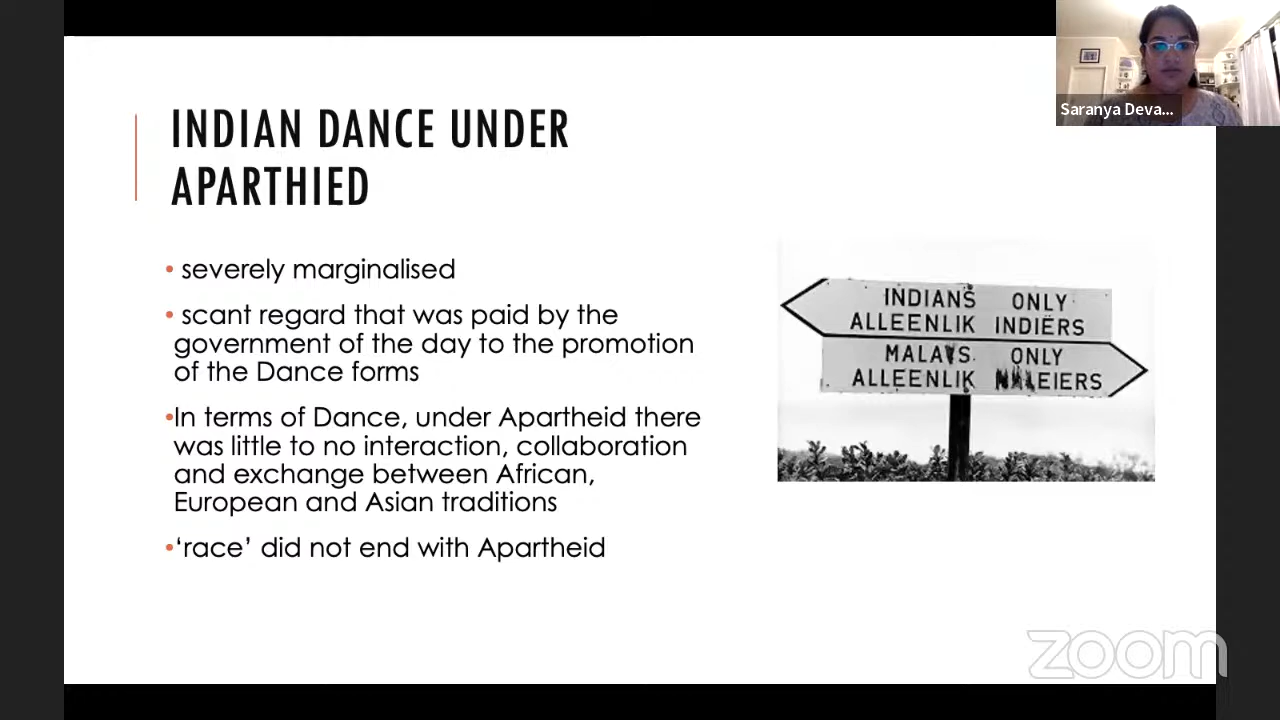 Saranya Deva...
INDIAN DANCE UNDER
APARTHIED
• severely marginalised
• scant regard that was paid by the
government of the day to the promotion
of the Dance forms
•In terms of Dance, under Apartheid there
was little to no interaction, collaboration
and exchange between African,
European and Asian traditions
•‘race’ did not end with Apartheid
INDIANS ONLY
ALLEENLIK INDIËRS
MALAYS ONLY
ALLEENLIK MALEIERS
zoom